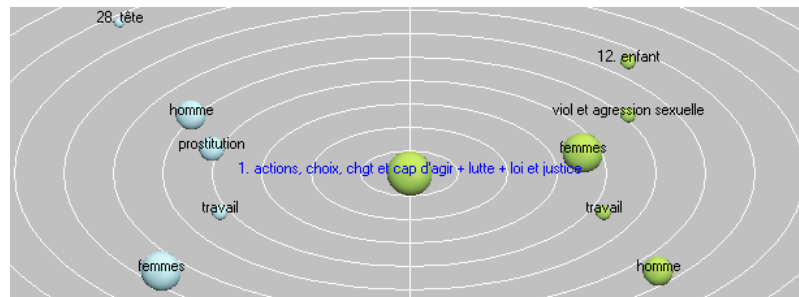 28. tête
12. enfant
homme
viol et agression sexuelle
prostitution
femmes
1. actions, choix, chgt et cap d'agir + lutte + loi et justice
travail
travail
femmes
homme